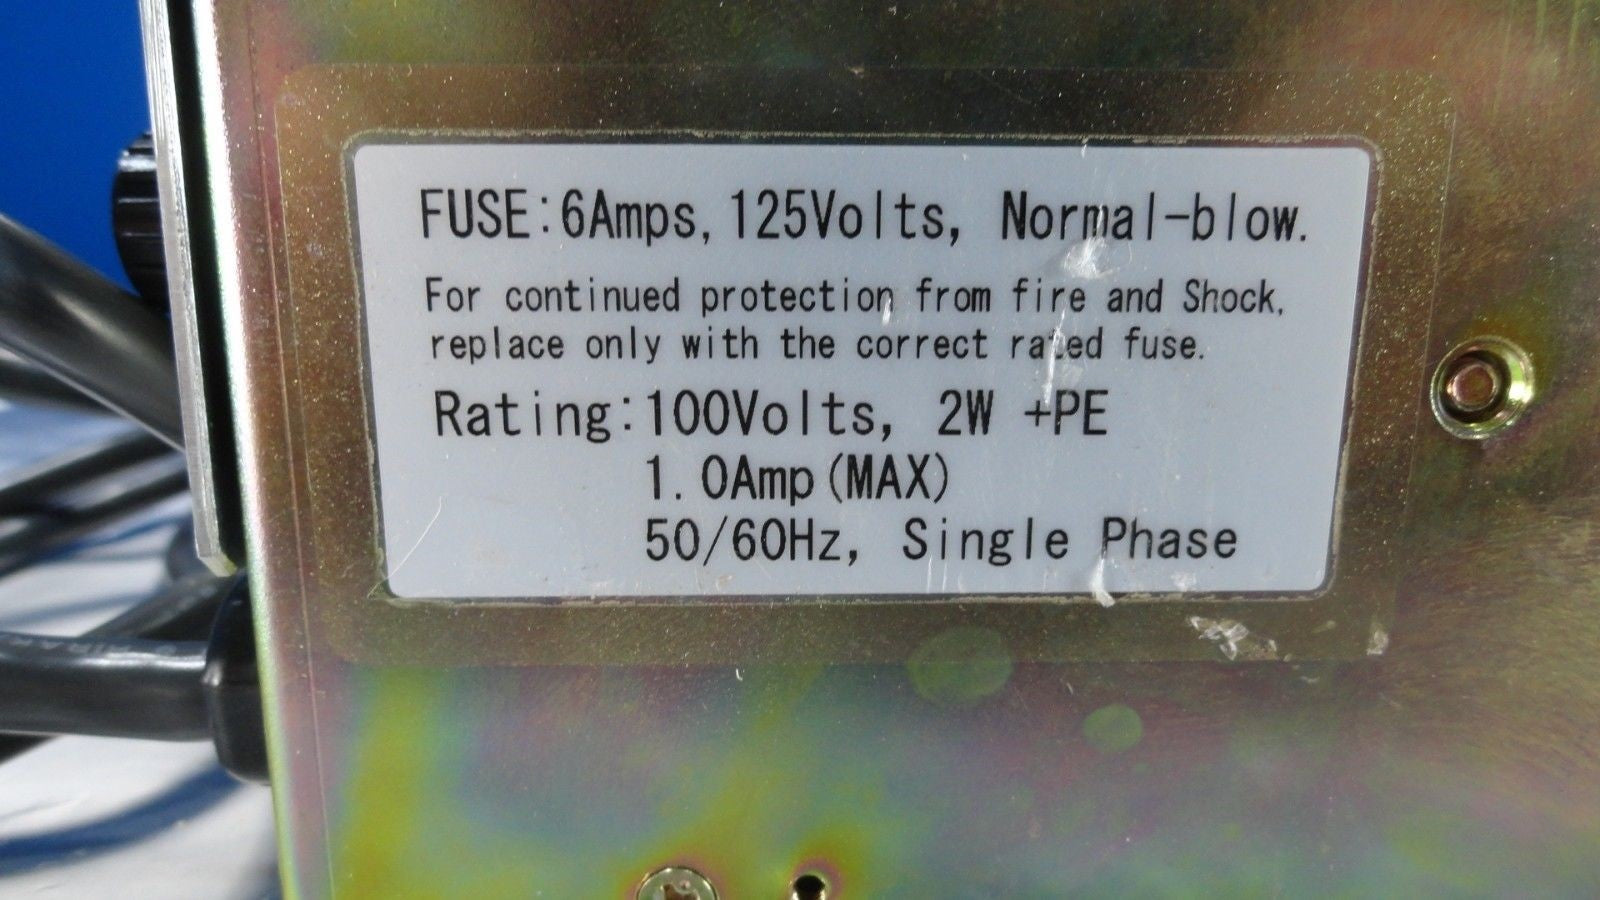 FUSE:6Amps, 125Volts, Normal-blow.
For continued protection from fire and Shock,
replace only with the correct rated fuse.
Rating:100Volts, 2W +PE
1.0Amp(MAX)
50/60Hz, Single Phase